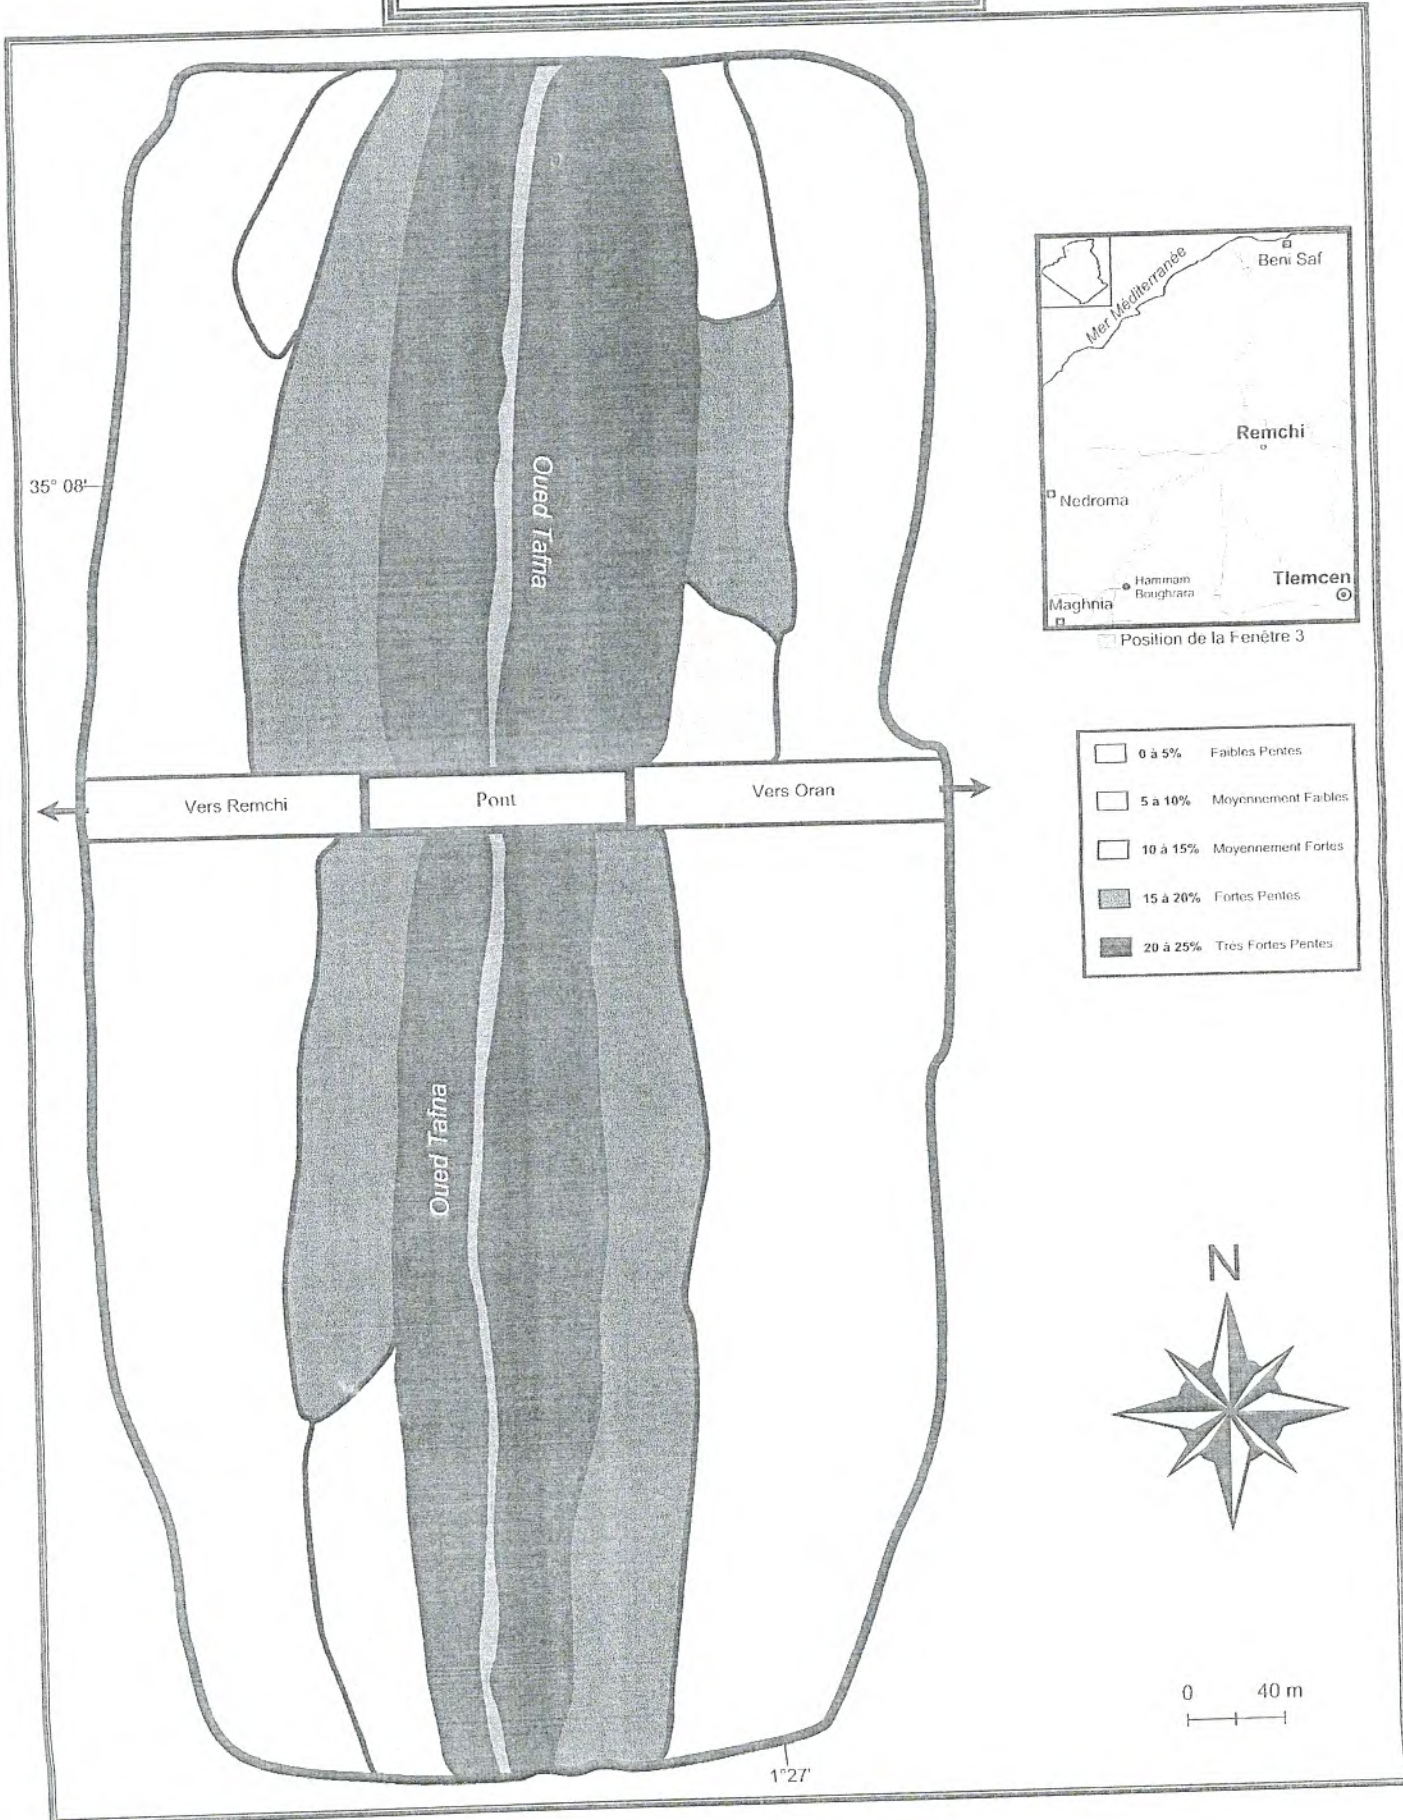 Mer Méditerranée
Beni Saf
Remchi
Nedroma
Hammam
Boughrara
Maghnia
Tlemcen
Position de la Fenêtre 3
35° 08'
Oued Tafna
0 à 5% Faibles Pentes
5 à 10% Moyennement Faibles
10 à 15% Moyennement Fortes
15 à 20% Fortes Pentes
20 à 25% Très Fortes Pentes
Vers Remchi
Pont
Vers Oran
Oued Tafna
N
0 40 m
1°27'